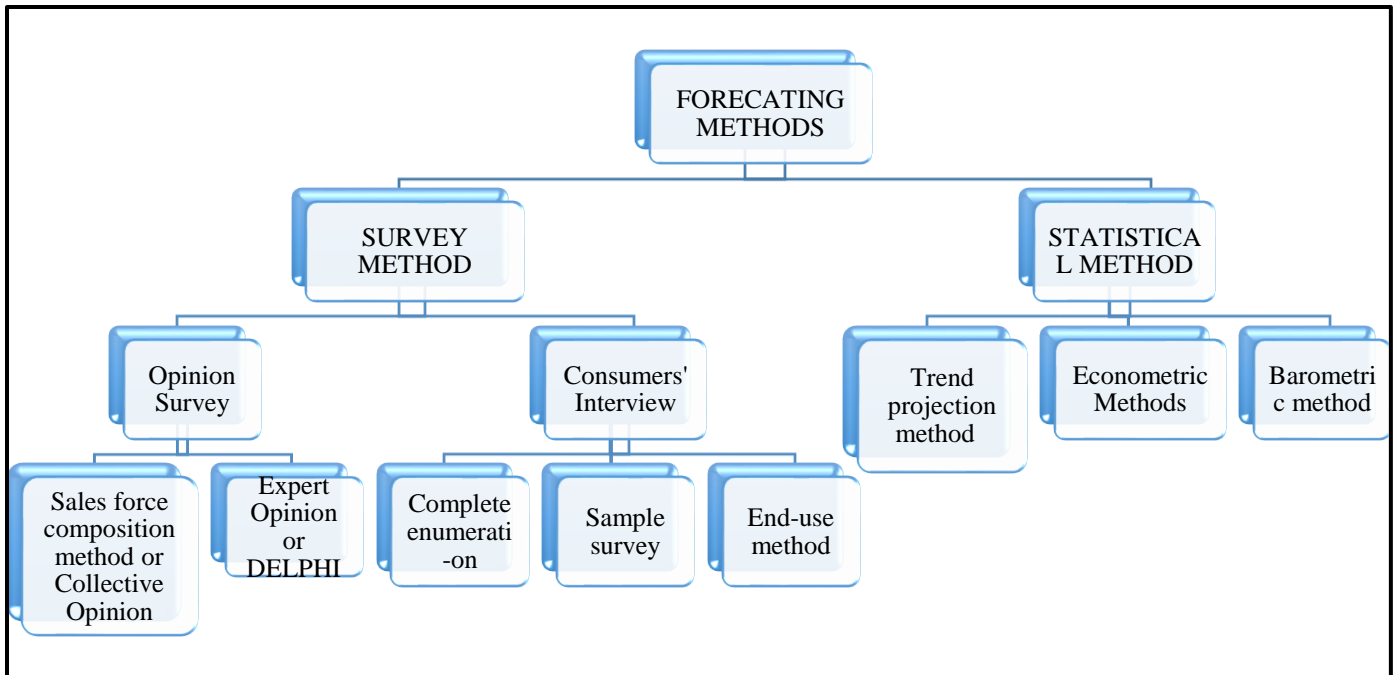 FORECATING
METHODS
SURVEY
METHOD
STATISTICA
L METHOD
Opinion
Survey
Consumers'
Interview
Trend
projection
method
Econometric
Methods
Barometri
c method
Sales force
composition
method or
Collective
Opinion
Expert
Opinion
or
DELPHI
Complete
enumerati
-on
Sample
survey
End-use
method